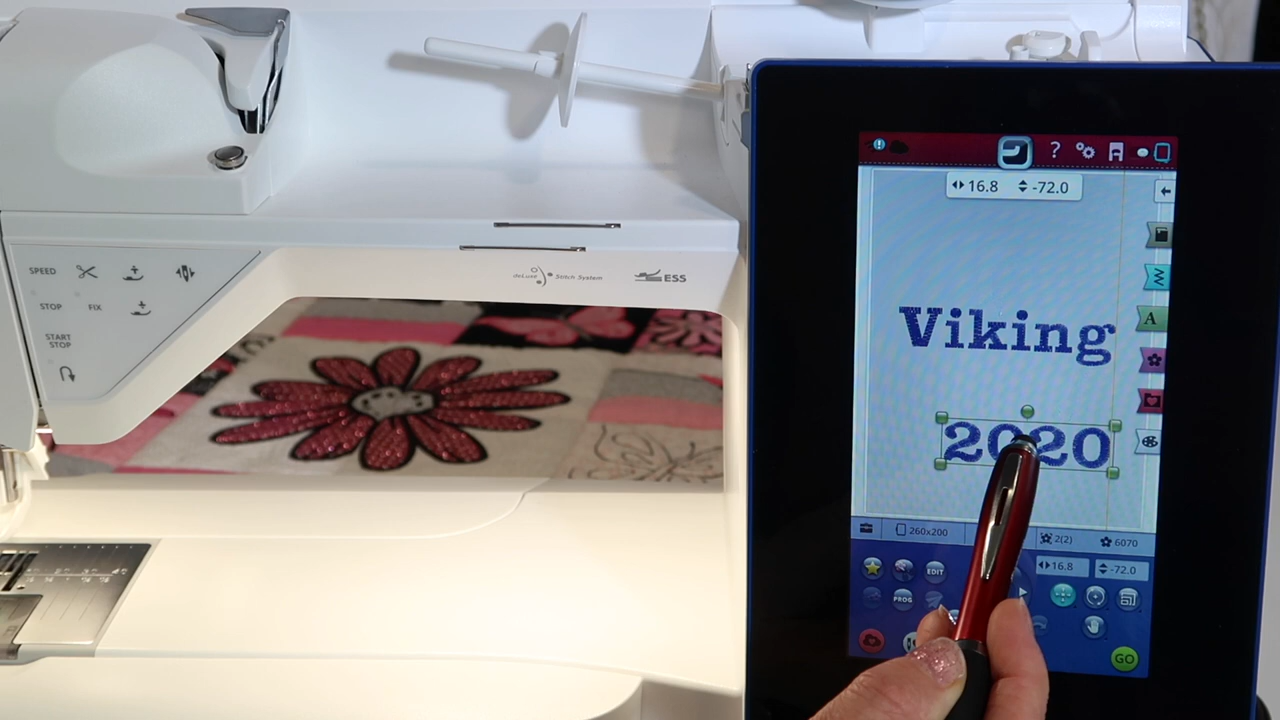 SPEED
STOP
FIX
START
STOP
deLuxe Stitch System
ESS
?
16.8
-72.0
A
Viking
2020
260x200
2(2)
6070
EDIT
16.8
-72.0
PROG
GO